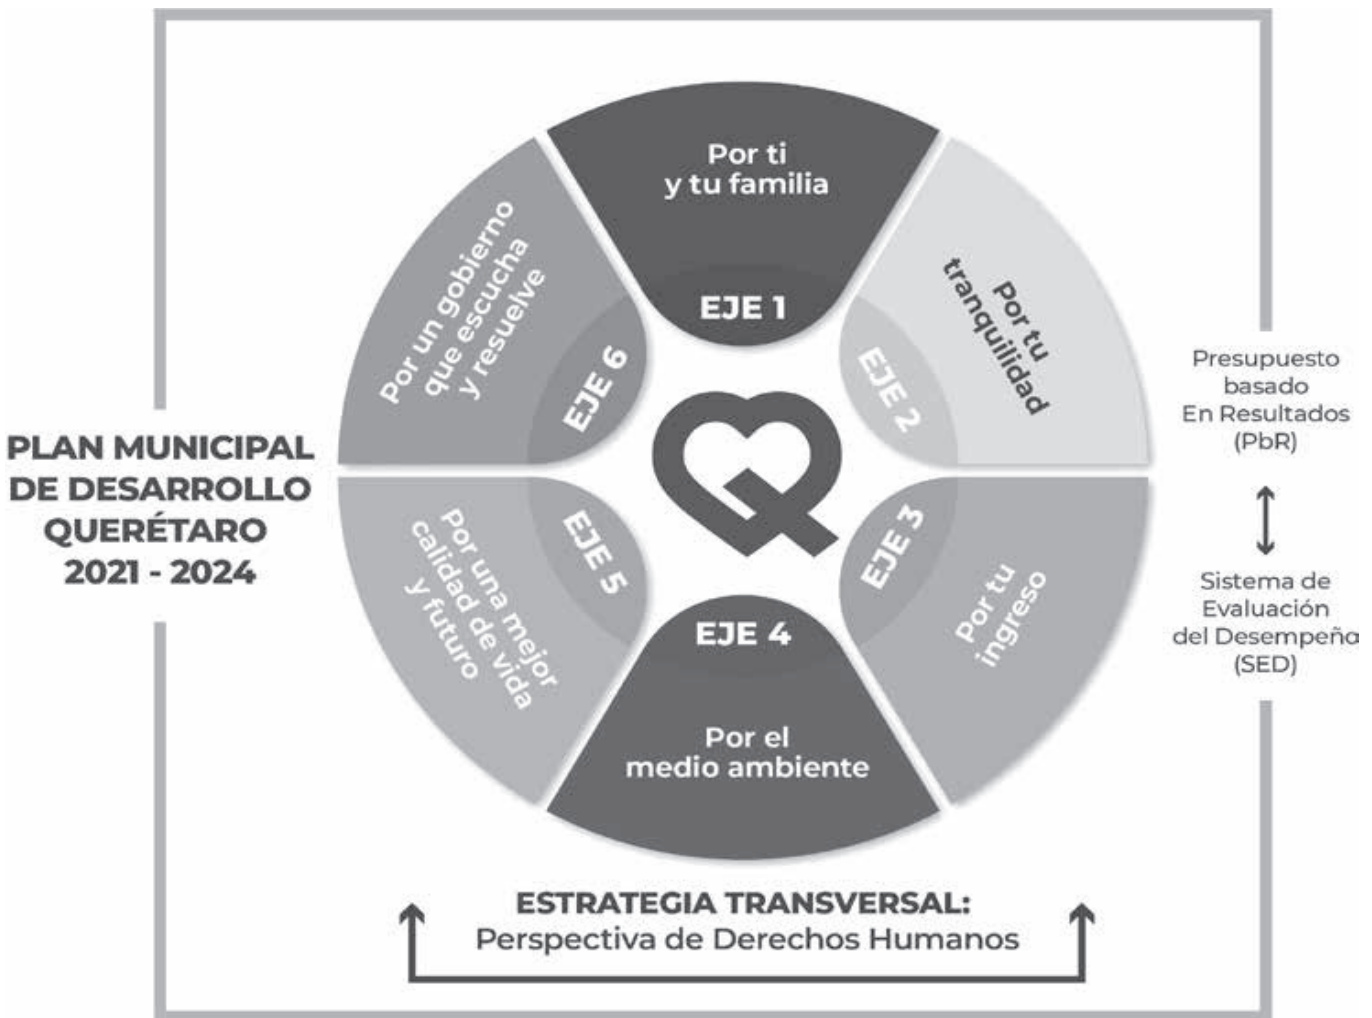 PLAN MUNICIPAL
DE DESARROLLO
QUERÉTARO
2021 - 2024
Por ti
y tu familia
EJE 1
Por tu
tranquilidad
EJE 2
EJE 3
Por tu
ingreso
EJE 4
Por el
medio ambiente
EJE 5
Por una mejor
calidad de vida
y futuro
EJE 6
Por un gobierno
que escucha
y resuelve
Presupuesto
basado
En Resultados
(PbR)
Sistema de
Evaluación
del Desempeña
(SED)
ESTRATEGIA TRANSVERSAL:
Perspectiva de Derechos Humanos